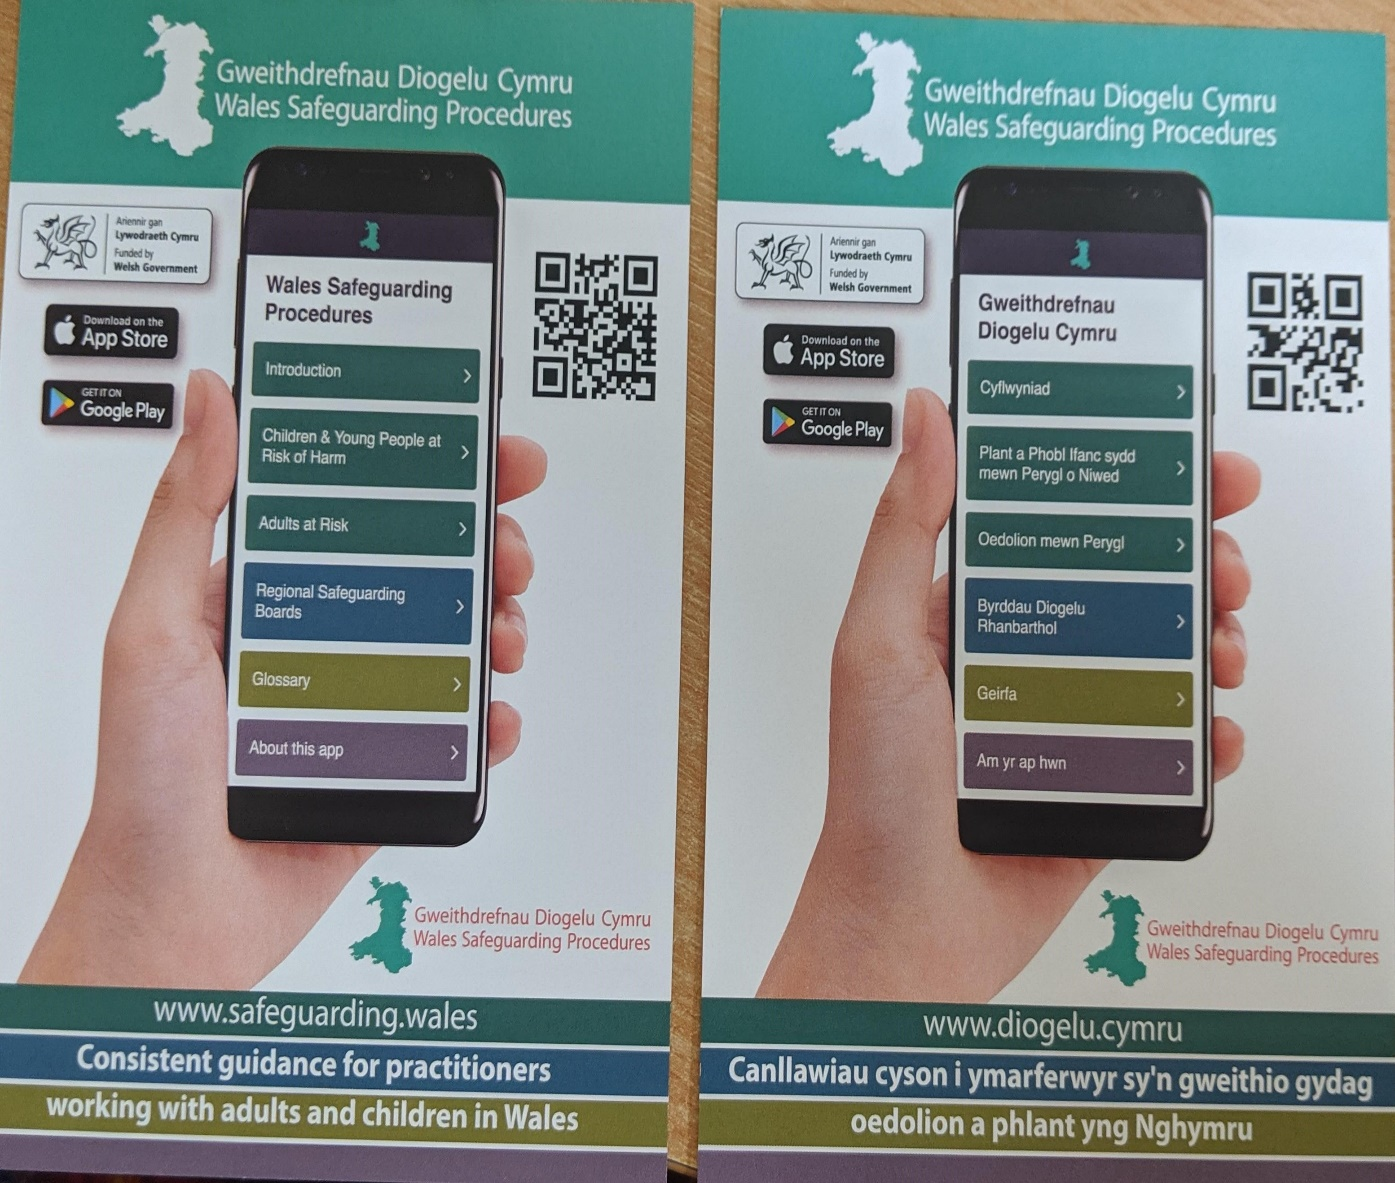 Gweithdrefnau Diogelu Cymru
Wales Safeguarding Procedures
Ariennir gan
Lywodraeth Cymru
Funded by
Welsh Government
Download on the
App Store
GET IT ON
Google Play
Wales Safeguarding
Procedures
Introduction
Children & Young People at
Risk of Harm
Adults at Risk
Regional Safeguarding
Boards
Glossary
About this app
Gweithdrefnau Diogelu Cymru
Wales Safeguarding Procedures
www.safeguarding.wales
Consistent guidance for practitioners
working with adults and children in Wales
Gweithdrefnau Diogelu Cymru
Wales Safeguarding Procedures
Ariennir gan
Lywodraeth Cymru
Funded by
Welsh Government
Download on the
App Store
GET IT ON
Google Play
Gweithdrefnau
Diogelu Cymru
Cyflwyniad
Plant a Phobl Ifanc sydd
mewn Perygl o Niwed
Oedolion mewn Perygl
Byrddau Diogelu
Rhanbarthol
Geirfa
Am yr ap hwn
Gweithdrefnau Diogelu Cymru
Wales Safeguarding Procedures
www.diogelu.cymru
Canllawiau cyson i ymarferwyr sy'n gweithio gydag
oedolion a phlant yng Nghymru